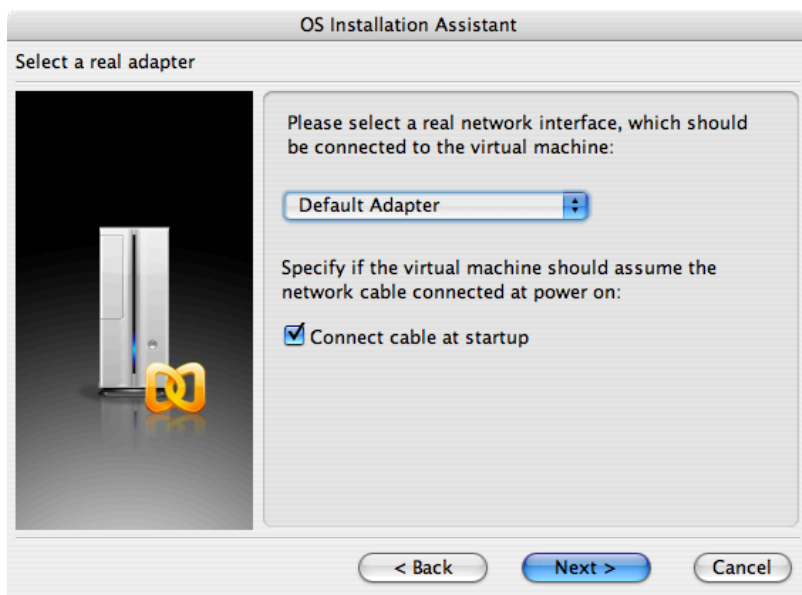 OS Installation Assistant
Select a real adapter
Please select a real network interface, which should
be connected to the virtual machine:
Default Adapter
Specify if the virtual machine should assume the
network cable connected at power on:
Connect cable at startup
< Back
Next >
Cancel